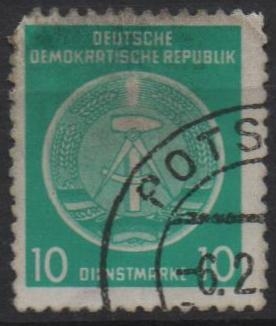 DEUTSCHE
DEMOKRATISCHE REPUBLIK
10 DIENSTMARKE 10
POTS
-6.2